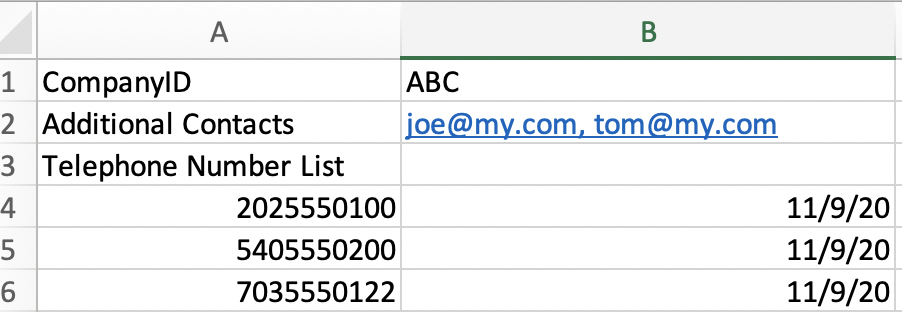 A B
1 CompanyID ABC
2 Additional Contacts joe@my.com, tom@my.com
3 Telephone Number List
4 2025550100 11/9/20
5 5405550200 11/9/20
6 7035550122 11/9/20